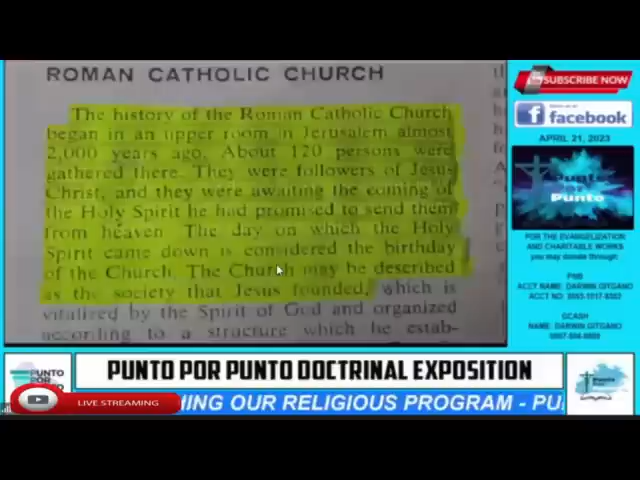 ROMAN CATHOLIC CHURCH
The history of the Roman Catholic Church
began in an upper room in Jerusalem almost
2,000 years ago. About 120 persons were
gathered there. They were followers of Jesus
Christ, and they were awaiting the coming of
the Holy Spirit he had promised to send them
from heaven. The day on which the Holy
Spirit came down is considered the birthday
of the Church. The Church may be described
as the society that Jesus founded, which is
vitalized by the Spirit of God and organized
according to a structure which he estab-
SUBSCRIBE NOW
facebook
APRIL 21, 2023
Punto
Por
Punto
FOR THE EVANGELIZATION
AND CHARITABLE WORKS
you may donate through:
ACCT NAME: DARWIN GITGANO
GCASH
NAME: DARWIN GITGANO
PUNTO POR PUNTO DOCTRINAL EXPOSITION
PUNTO
POR
LIVE STREAMING
HING OUR RELIGIOUS PROGRAM - PU